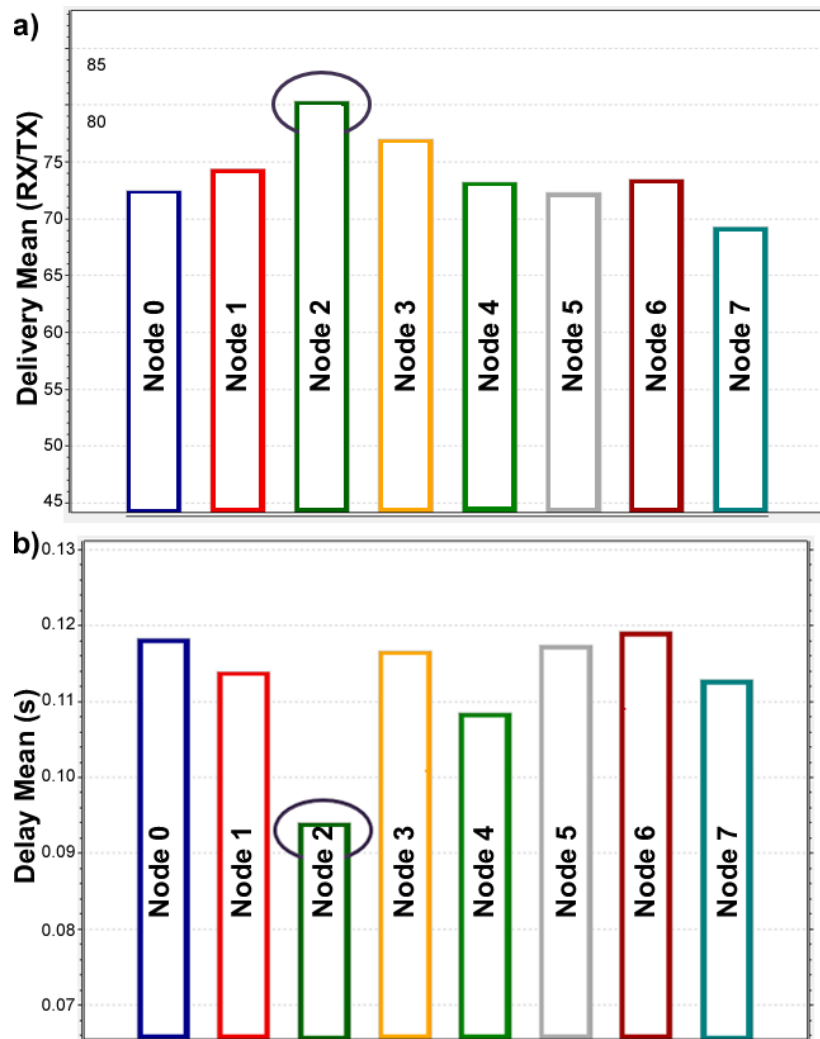 a)
Delivery Mean (RX/TX)
85
80
75
70
65
60
55
50
45
Node 0
Node 1
Node 2
Node 3
Node 4
Node 5
Node 6
Node 7
b)
Delay Mean (s)
0.13
0.12
0.11
0.10
0.09
0.08
0.07
Node 0
Node 1
Node 2
Node 3
Node 4
Node 5
Node 6
Node 7